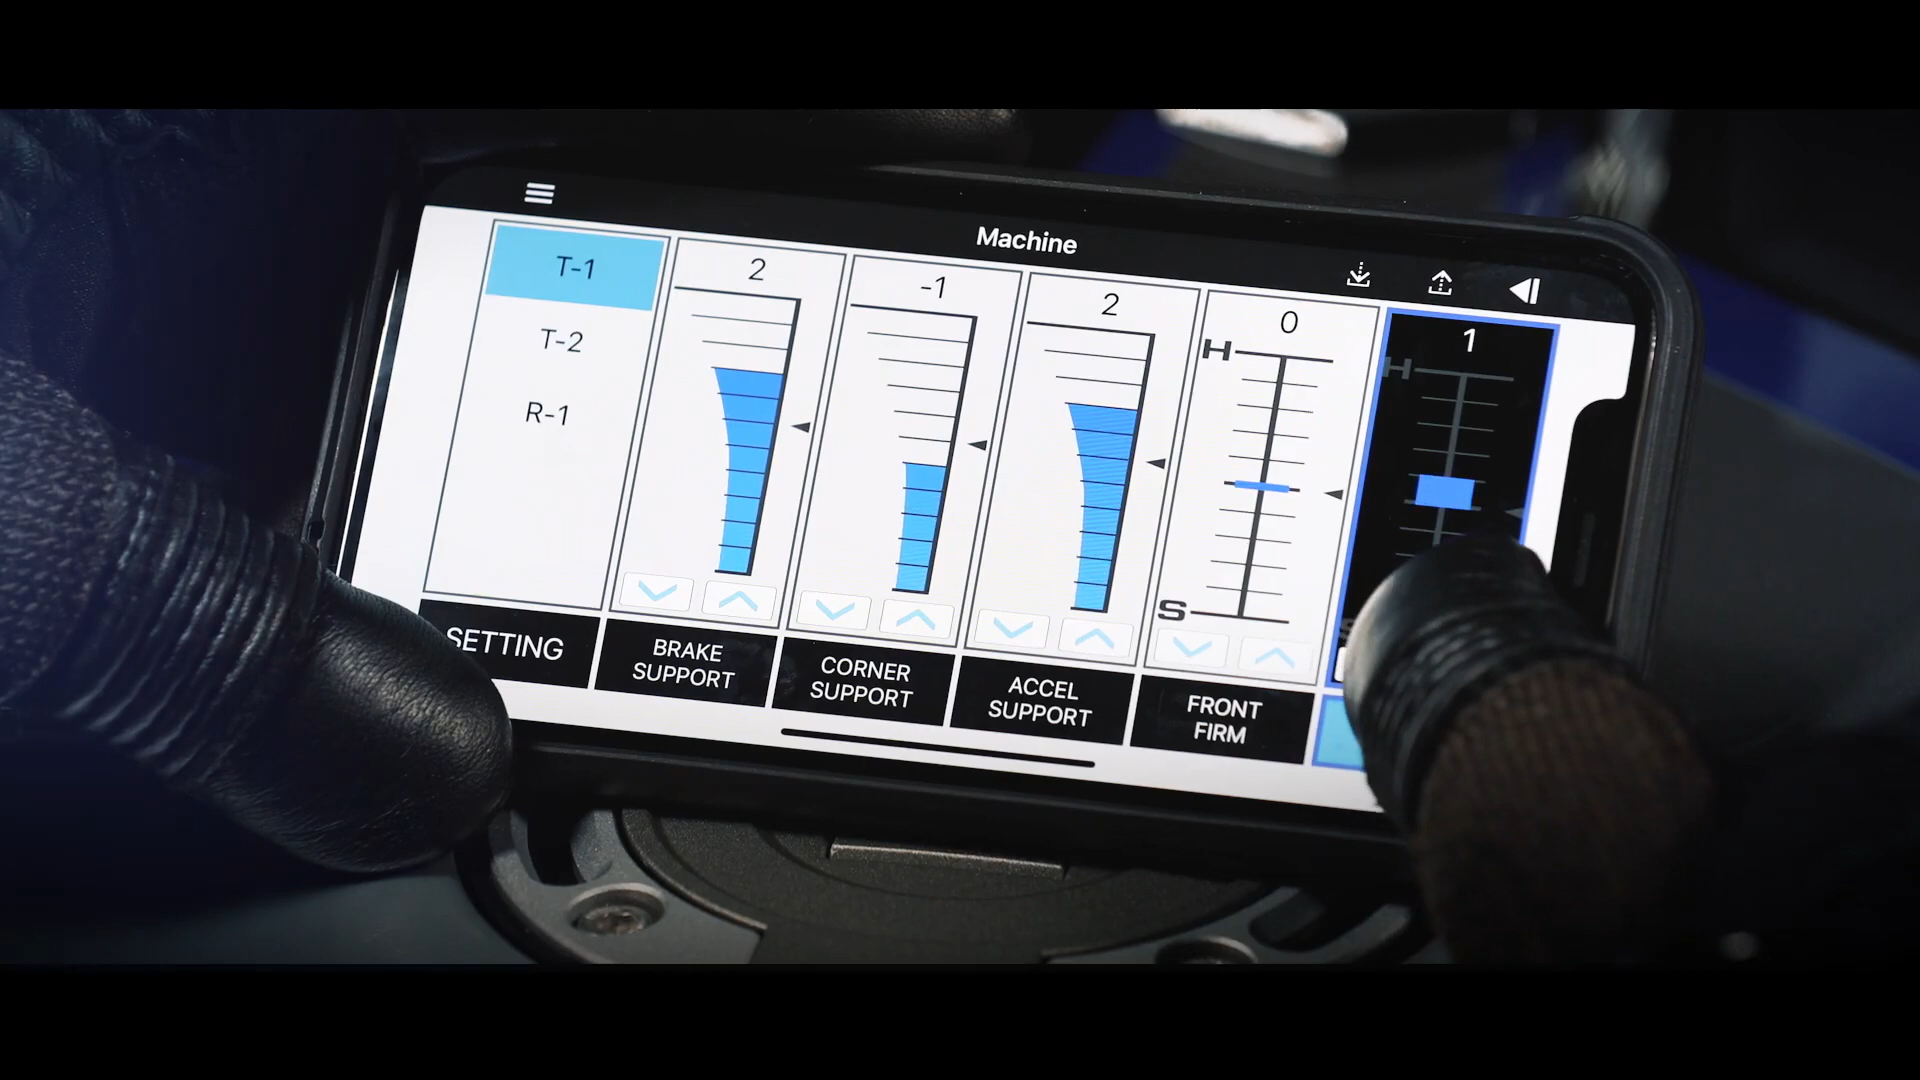 Machine
T-1
T-2
R-1
2
-1
2
0
1
H
H
S
SETTING
BRAKE
SUPPORT
CORNER
SUPPORT
ACCEL
SUPPORT
FRONT
FIRM